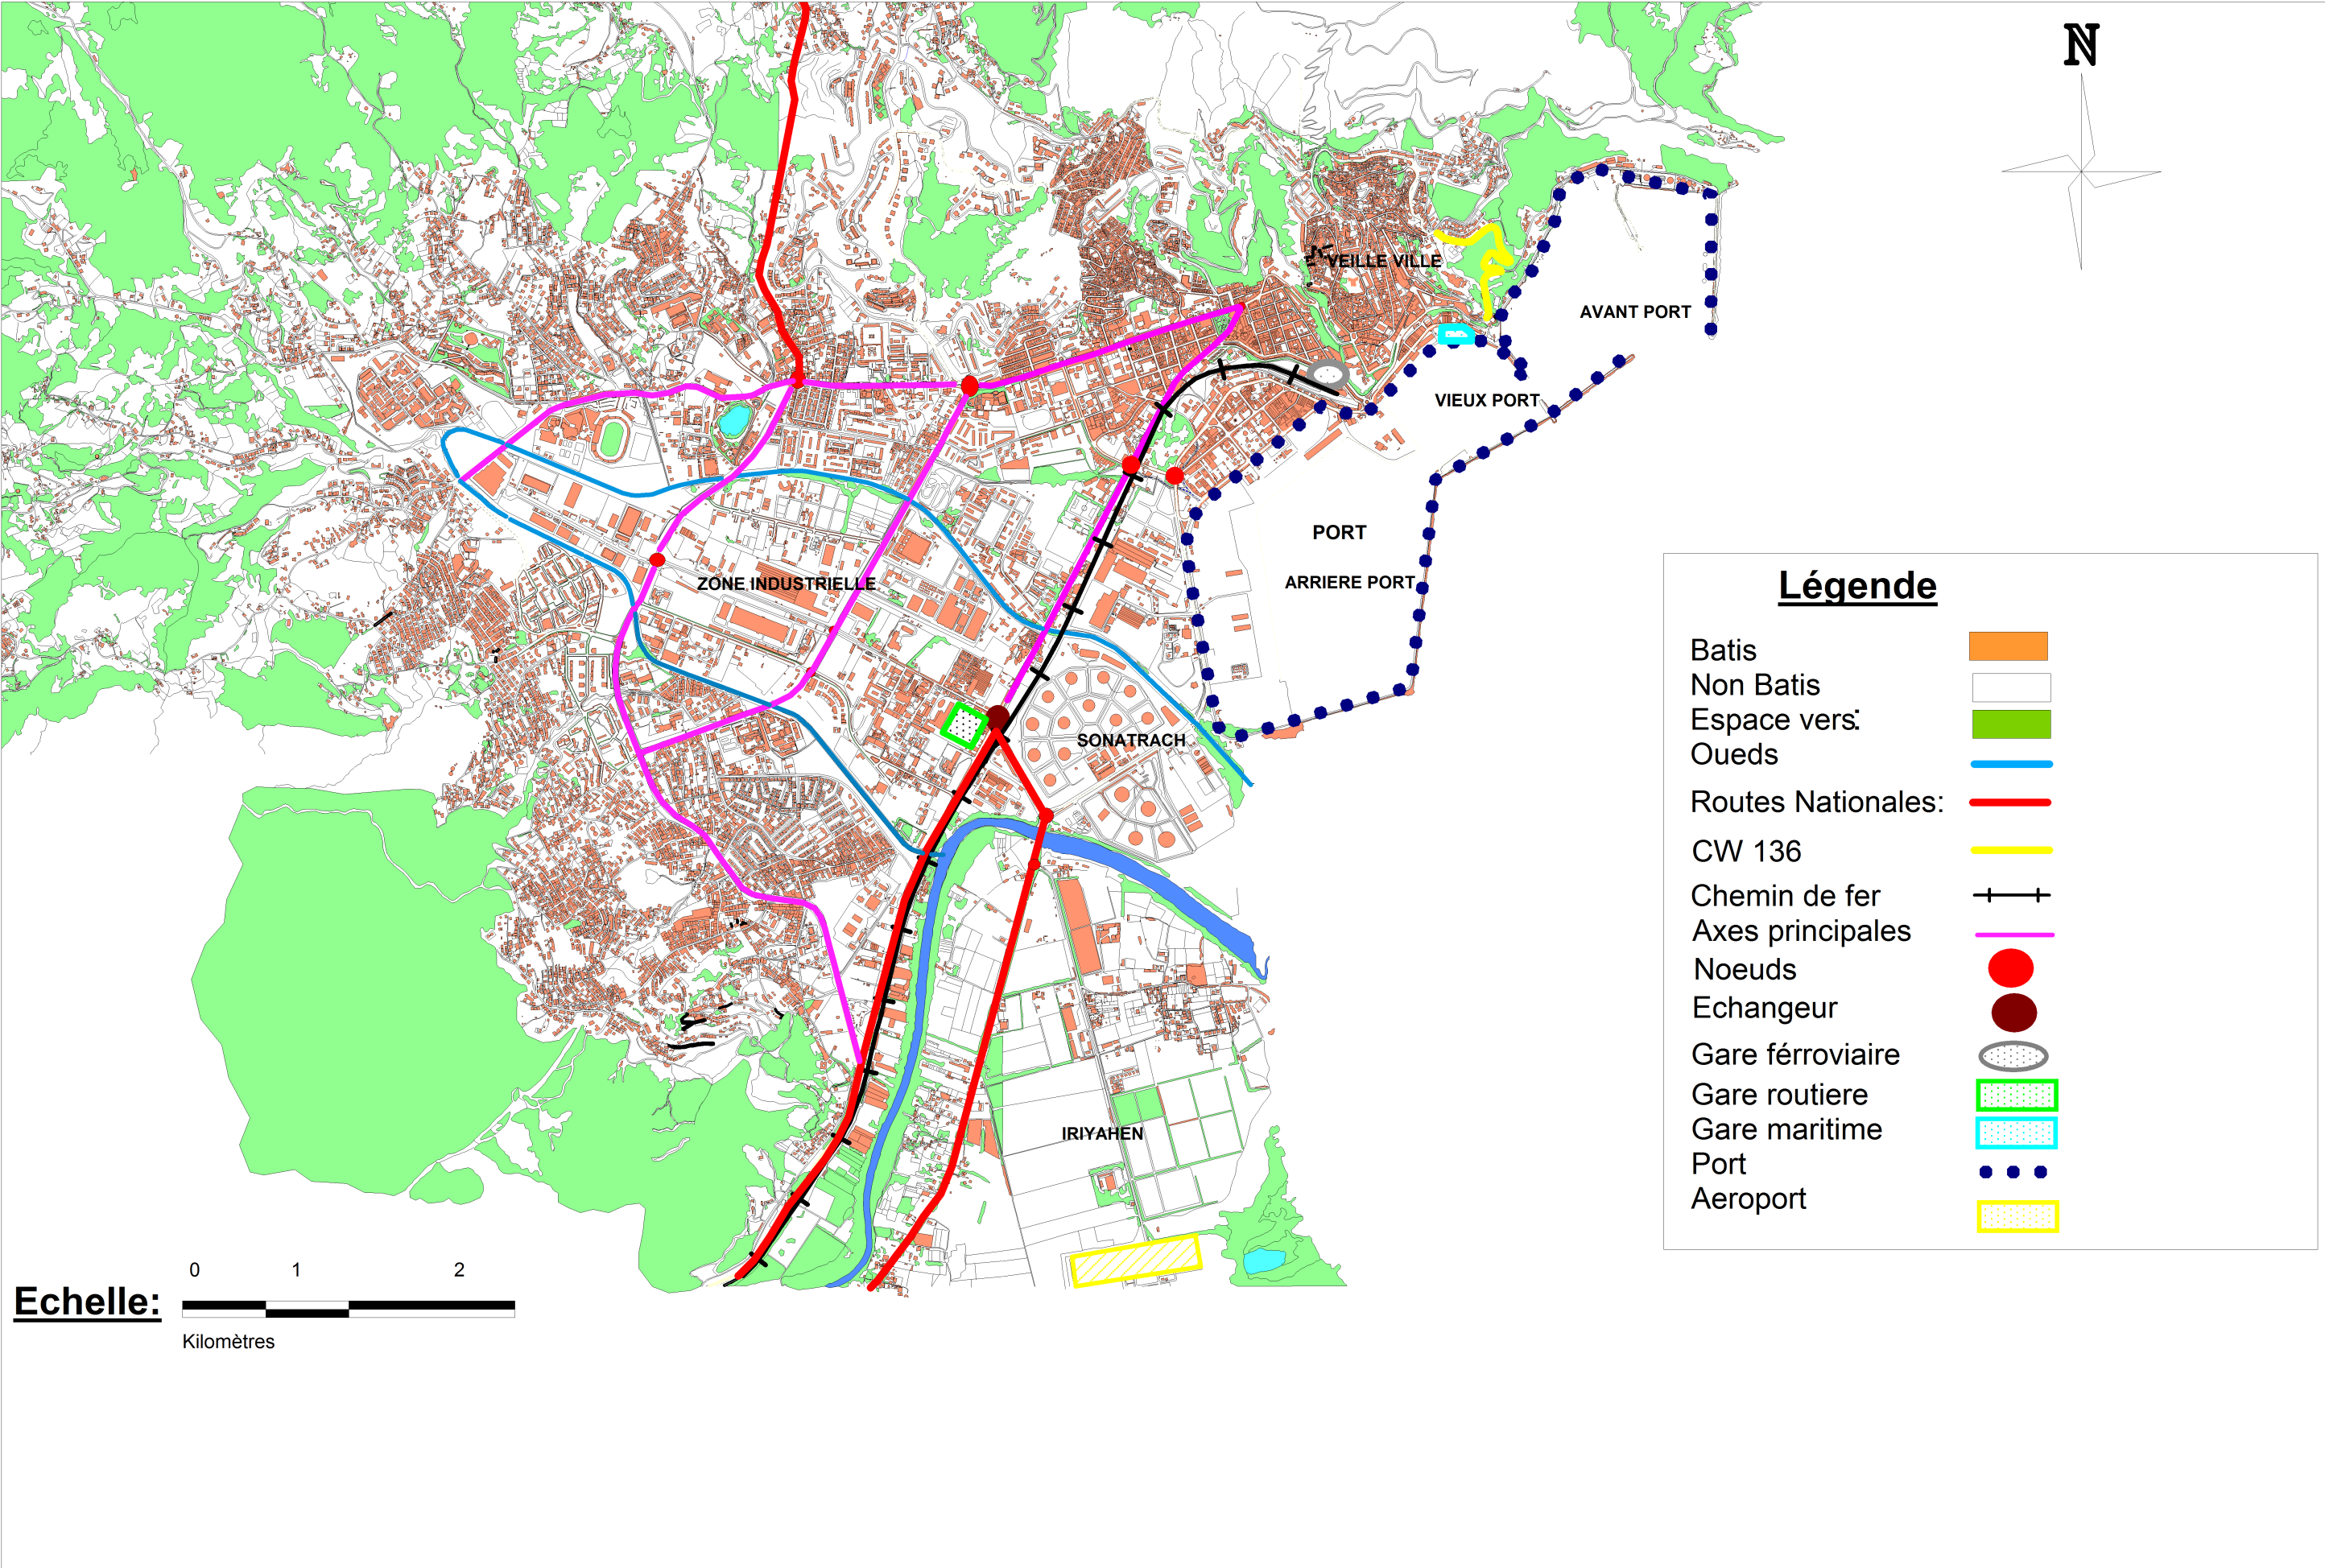 N
VEILLE VILLE
AVANT PORT
VIEUX PORT
PORT
ARRIERE PORT
ZONE INDUSTRIELLE
SONATRACH
IRIYAHEN
Légende
Batis
Non Batis
Espace vers:
Oueds
Routes Nationales:
CW 136
Chemin de fer
Axes principales
Noeuds
Echangeur
Gare férroviaire
Gare routiere
Gare maritime
Port
Aeroport
0 1 2
Echelle:
Kilomètres